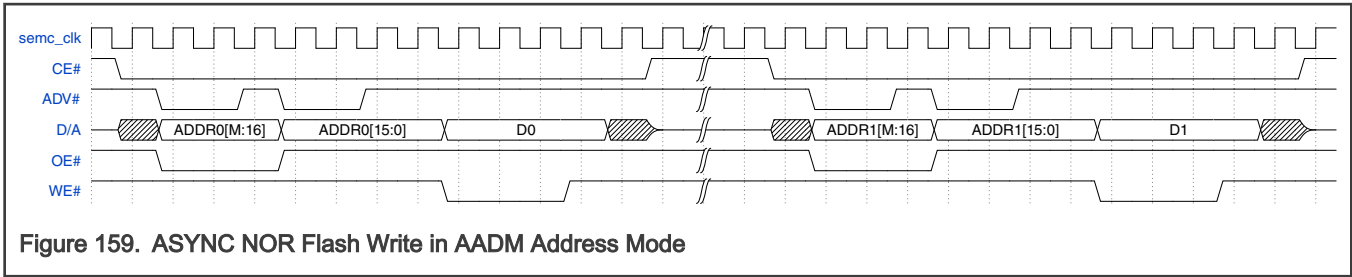 semc_clk
CE#
ADV#
D/A ADDR0[M:16] ADDR0[15:0] D0 ADDR1[M:16] ADDR1[15:0] D1
OE#
WE#
Figure 159. ASYNC NOR Flash Write in AADM Address Mode